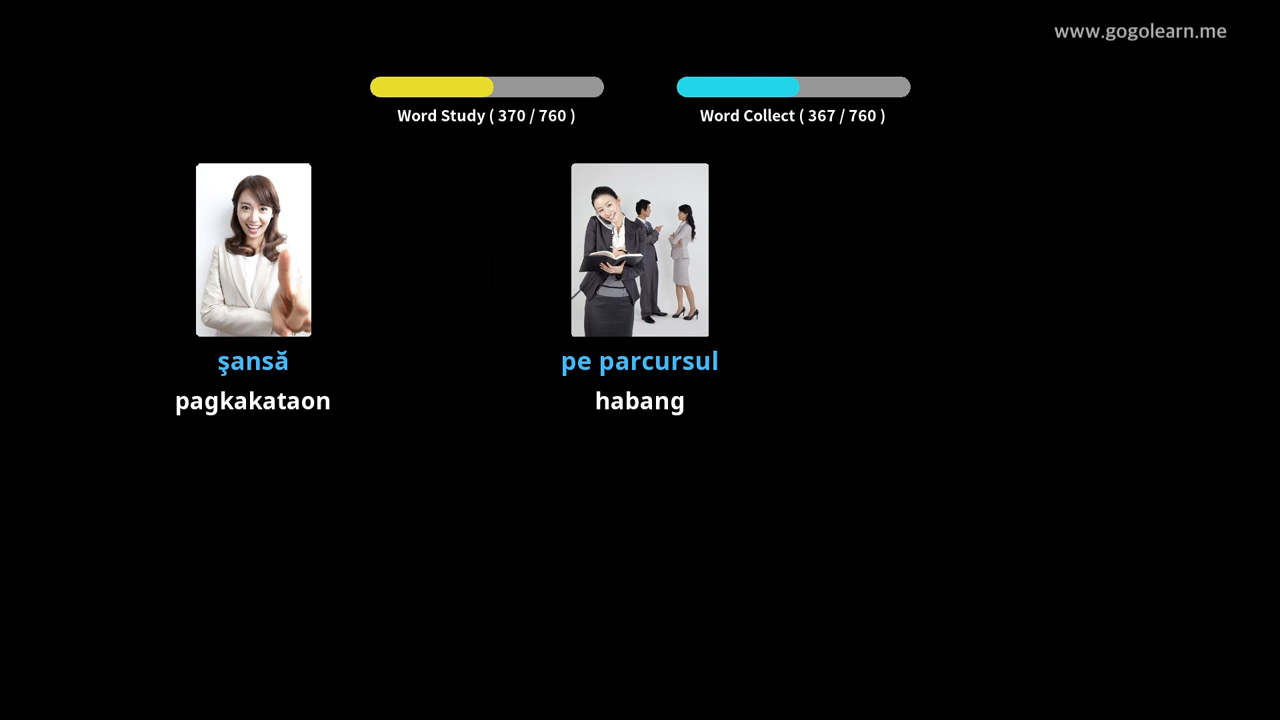 www.gogolearn.me
Word Study ( 370 / 760 )
Word Collect ( 367 / 760 )
şansă
pe parcursul
pagkakataon
habang